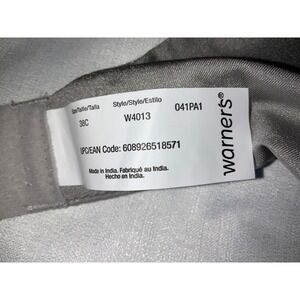 Size/Taille/Talla Style/Style/Estilo
38C W4013 041PA1
UPC/EAN Code: 608926518571
Made in India. Fabriqué au India.
Hecho en India.
warner's®